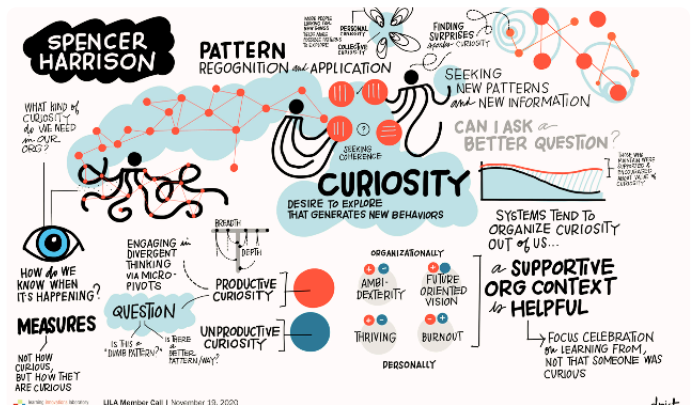 SPENCER
HARRISON
PATTERN
REGOGNITION and APPLICATION
PERSONAL
CURIOSITY
COLLECTIVE
CURIOSITY
FINDING
SURPRISES
CURIOSITY
SEEKING
NEW PATTERNS
and NEW INFORMATION
CAN I ASK a
BETTER QUESTION?
WHAT KIND of
CURIOSITY
do WE NEED
in OUR
ORG?
SEEKING
COHERENCE
?
CURIOSITY
DESIRE TO EXPLORE
THAT GENERATES NEW BEHAVIORS
HOW do WE
KNOW WHEN
IT'S HAPPENING?
MEASURES
NOT HOW
CURIOUS,
BUT HOW THEY
ARE CURIOUS
ENGAGING in
DIVERGENT
THINKING
VIA MICRO-
PIVOTS
BREADTH
DEPTH
QUESTION
IS THIS a
"DUMB PATTERN?"
IS THERE
a
BETTER
PATTERN/WAY?
PRODUCTIVE
CURIOSITY
UNPRODUCTIVE
CURIOSITY
ORGANIZATIONALLY
+ -
AMBI-
DEXTERITY
+
FUTURE
ORIENTED
VISION
+ -
THRIVING
+ -
BURNOUT
PERSONALLY
SYSTEMS TEND TO
ORGANIZE CURIOSITY
OUT of US...
a SUPPORTIVE
ORG CONTEXT
is HELPFUL
FOCUS CELEBRATION
on LEARNING FROM,
NOT THAT SOMEONE WAS
CURIOUS
LILA Member Call | November 19, 2020